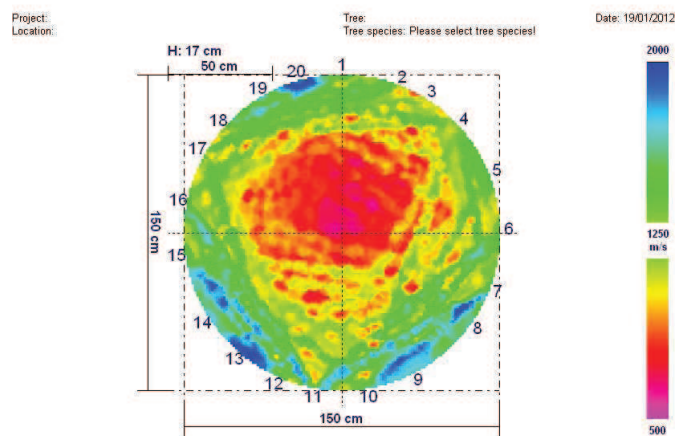 Project:
Location:
Tree:
Tree species: Please select tree species!
Date: 19/01/2012
H: 17 cm
50 cm
150 cm
150 cm
1
2
3
4
5
6
7
8
9
10
11
12
13
14
15
16
17
18
19
20
2000
1250
m/s
500